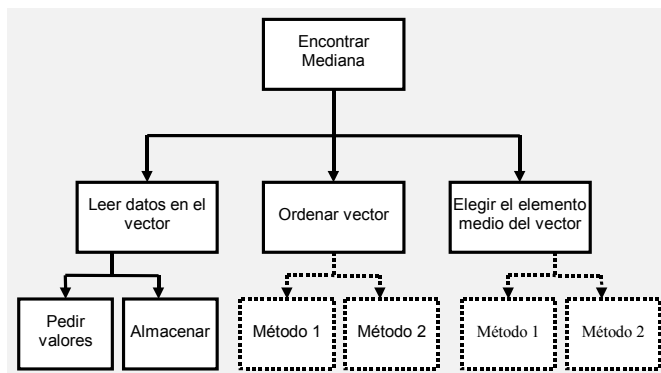 Encontrar
Mediana
Leer datos en el
vector
Ordenar vector
Elegir el elemento
medio del vector
Pedir
valores
Almacenar
Método 1
Método 2
Método 1
Método 2